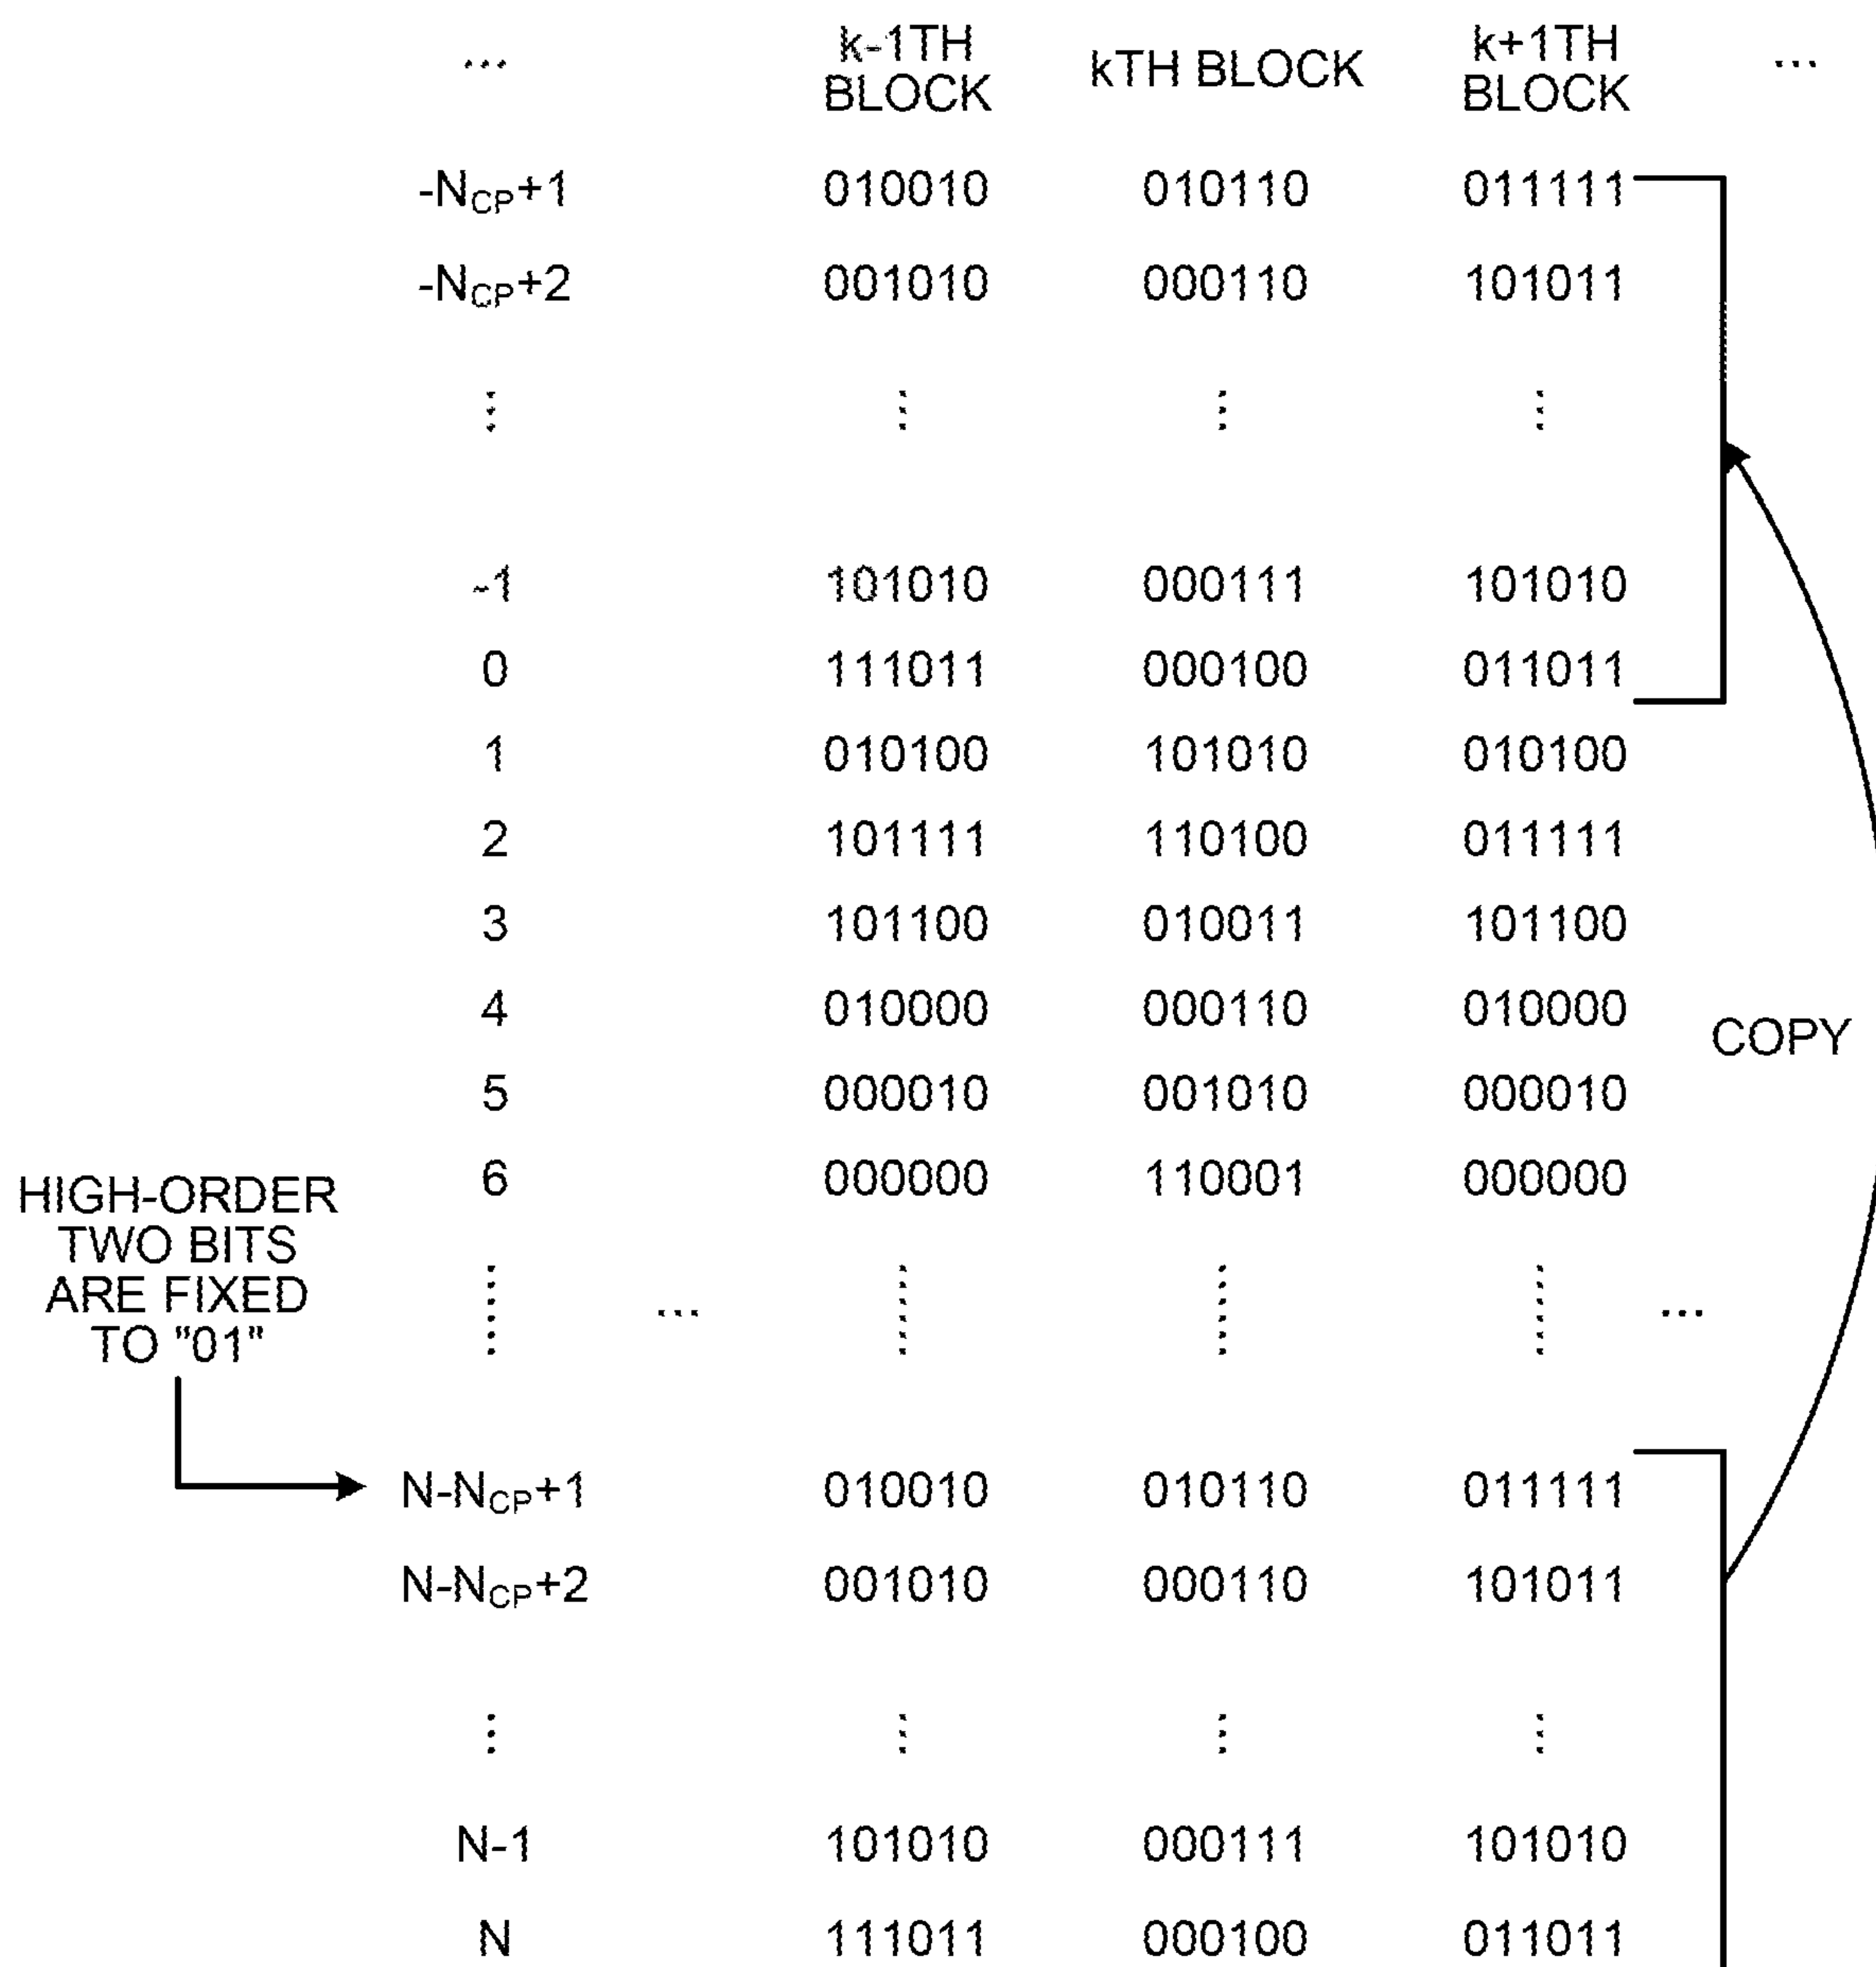 ... k-1TH BLOCK kTH BLOCK k+1TH BLOCK ...
-NCP+1 010010 010110 011111
-NCP+2 001010 000110 101011
-1 101010 000111 101010
0 111011 000100 011011
1 010100 101010 010100
2 101111 110100 011111
3 101100 010011 101100
4 010000 000110 010000
COPY
5 000010 001010 000010
6 000000 110001 000000
HIGH-ORDER
TWO BITS
ARE FIXED
TO "01"
... ...
N-NCP+1 010010 010110 011111
N-NCP+2 001010 000110 101011
N-1 101010 000111 101010
N 111011 000100 011011